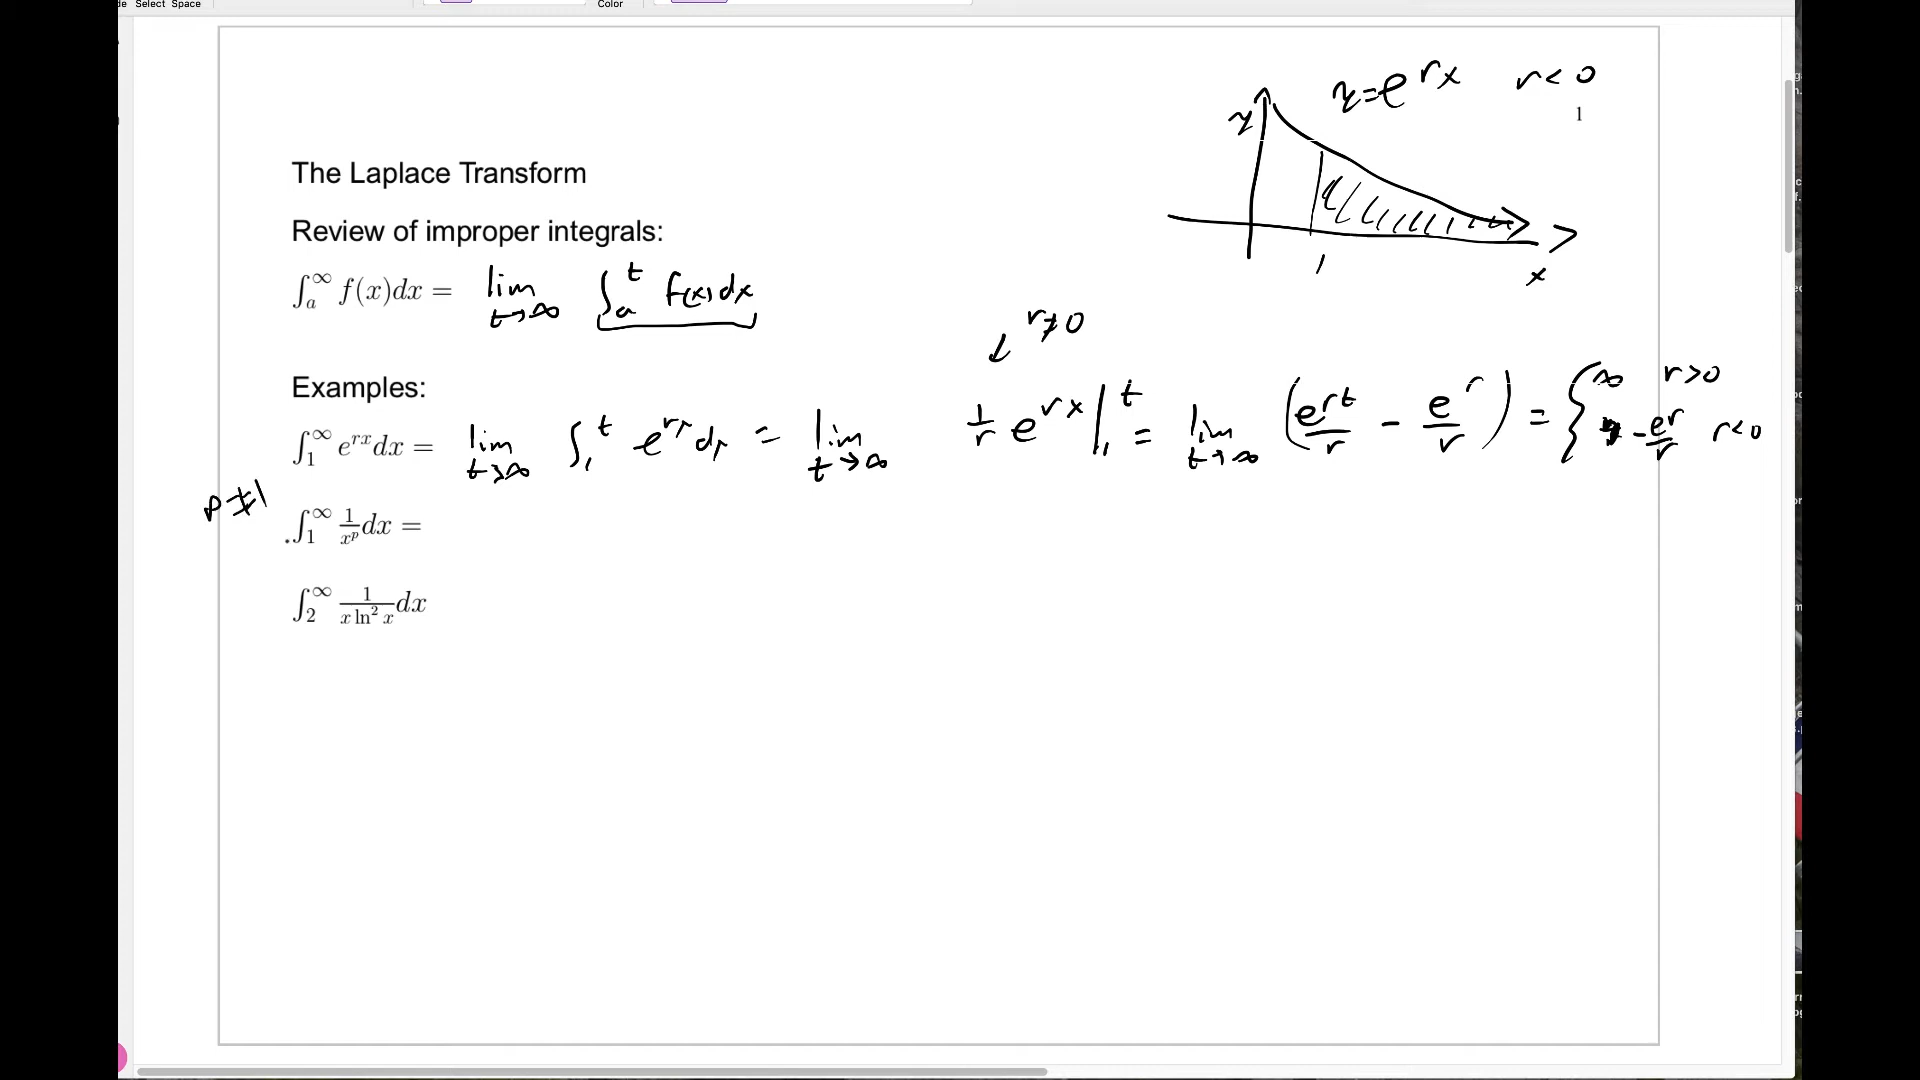 de Select Space Color
y=e^{rx} r<0
1
y
The Laplace Transform
Review of improper integrals:
1
x
∫_a^∞ f(x)dx = lim_{t→∞} ∫_a^t f(x)dx
r≠0
Examples:
∫_1^∞ e^{rx}dx = lim_{t→∞} ∫_1^t e^{rx}dx = lim_{t→∞} 1/r e^{rx} |_1^t = lim_{t→∞} (e^{rt}/r - e^r/r) = { ∞ r>0
-e^r/r r<0
p≠1
∫_1^∞ 1/x^p dx =
∫_2^∞ 1/(x ln^2 x) dx